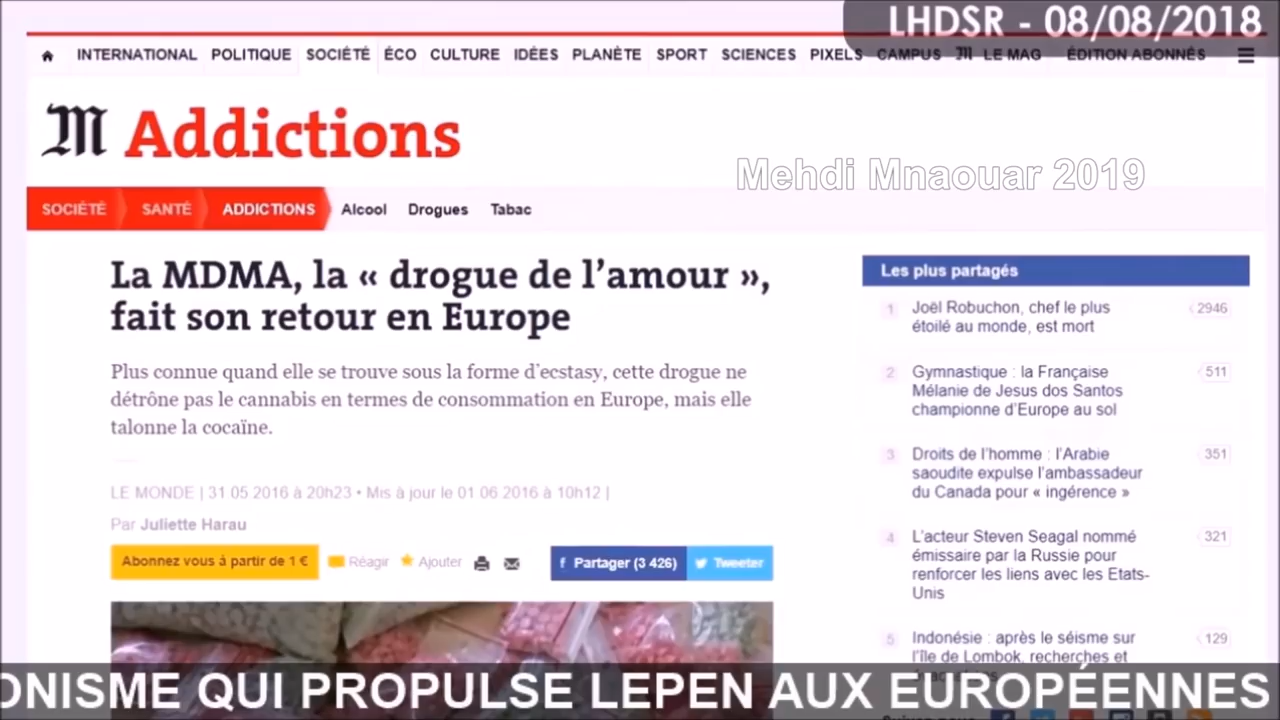 LHDSR - 08/08/2018
INTERNATIONAL POLITIQUE SOCIÉTÉ ÉCO CULTURE IDÉES PLANÈTE SPORT SCIENCES PIXELS CAMPUS M LE MAG ÉDITION ABONNÉS
M Addictions
Mehdi Mnaouar 2019
SOCIÉTÉ SANTÉ ADDICTIONS Alcool Drogues Tabac
La MDMA, la « drogue de l’amour »,
fait son retour en Europe
Plus connue quand elle se trouve sous la forme d’ecstasy, cette drogue ne
détrône pas le cannabis en termes de consommation en Europe, mais elle
talonne la cocaïne.
LE MONDE | 31 05 2016 à 20h23 • Mis à jour le 01 06 2016 à 10h12 |
Par Juliette Harau
Abonnez vous à partir de 1 € Réagir Ajouter
f Partager (3 426) Tweeter
Les plus partagés
1 Joël Robuchon, chef le plus 2946
étoilé au monde, est mort
2 Gymnastique : la Française 511
Mélanie de Jesus dos Santos
championne d’Europe au sol
3 Droits de l’homme : l’Arabie 351
saoudite expulse l’ambassadeur
du Canada pour « ingérence »
4 L’acteur Steven Seagal nommé 321
émissaire par la Russie pour
renforcer les liens avec les Etats-
Unis
5 Indonésie : après le séisme sur 129
l’île de Lombok, recherches et
ONISME QUI PROPULSE LEPEN AUX EUROPÉENNES